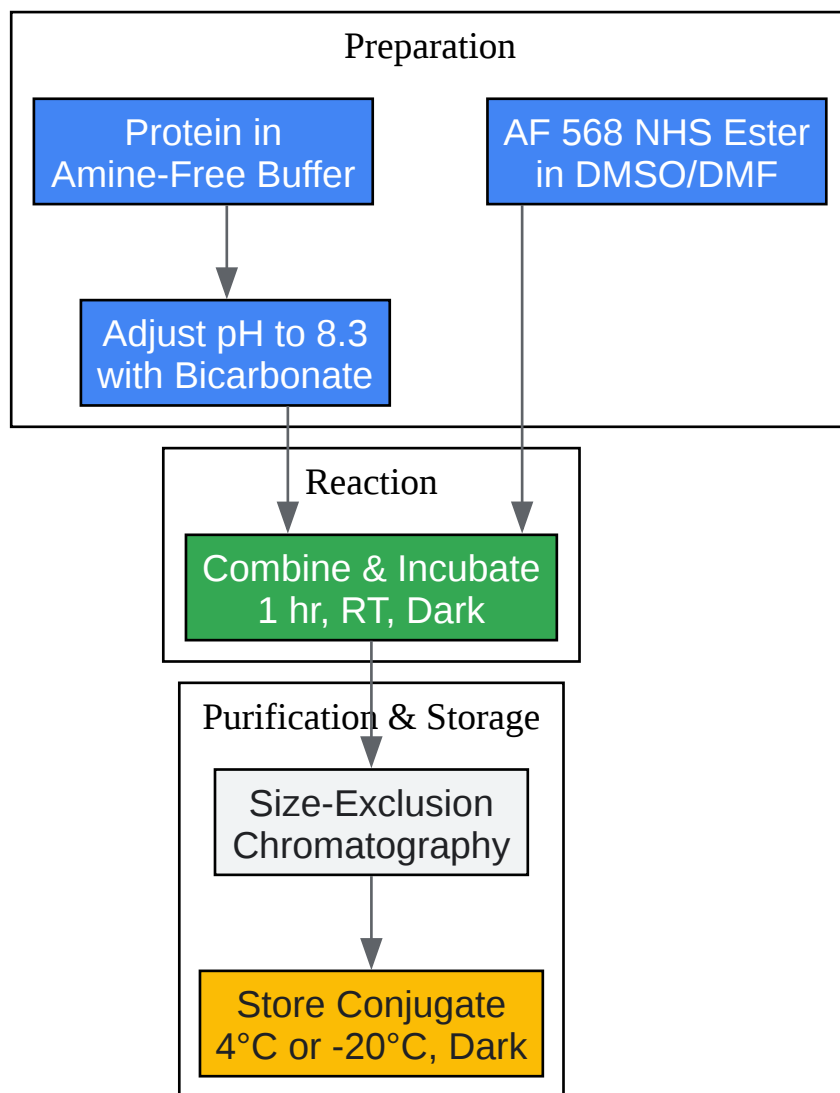 Preparation
Protein in
Amine-Free Buffer
AF 568 NHS Ester
in DMSO/DMF
Adjust pH to 8.3
with Bicarbonate
Reaction
Combine & Incubate
1 hr, RT, Dark
Purification & Storage
Size-Exclusion
Chromatography
Store Conjugate
4°C or -20°C, Dark